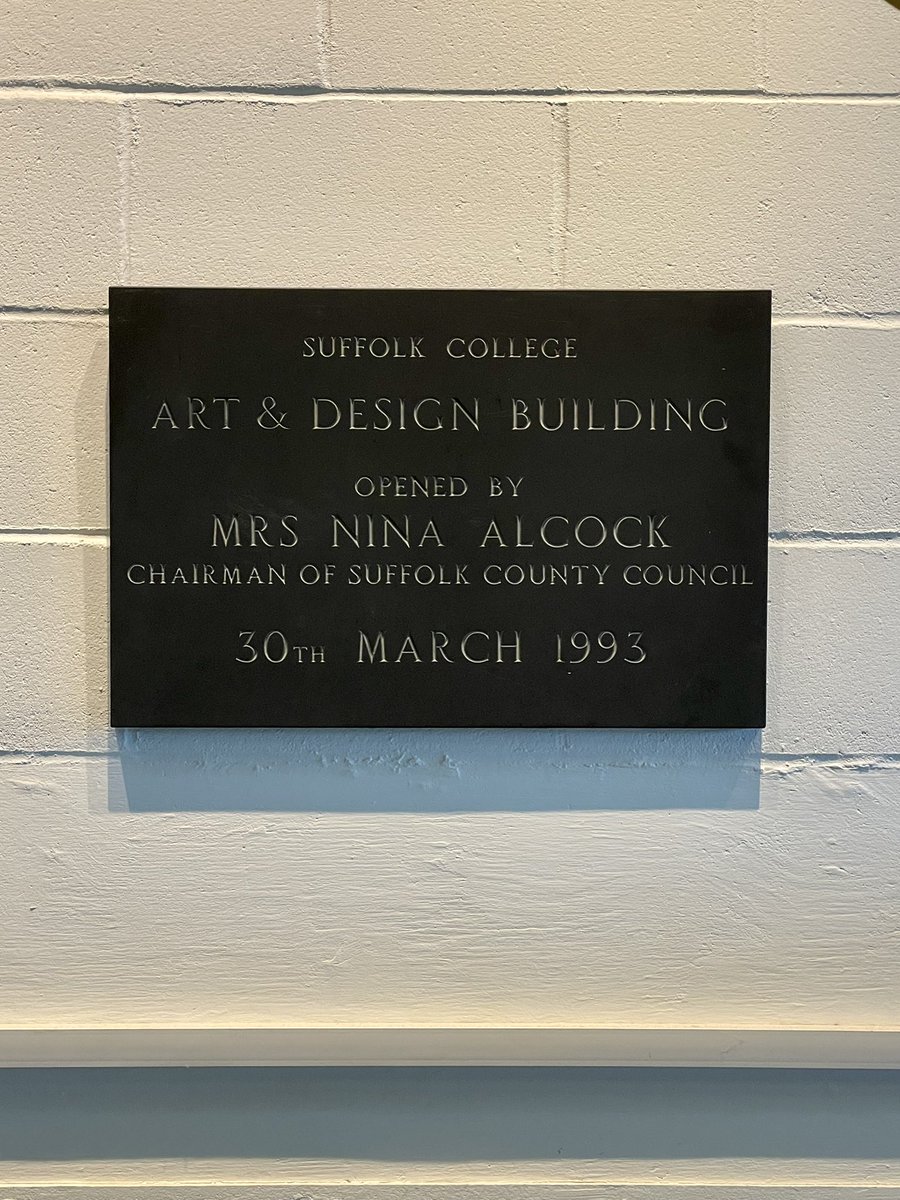 SUFFOLK COLLEGE
ART & DESIGN BUILDING
OPENED BY
MRS NINA ALCOCK
CHAIRMAN OF SUFFOLK COUNTY COUNCIL
30TH MARCH 1993